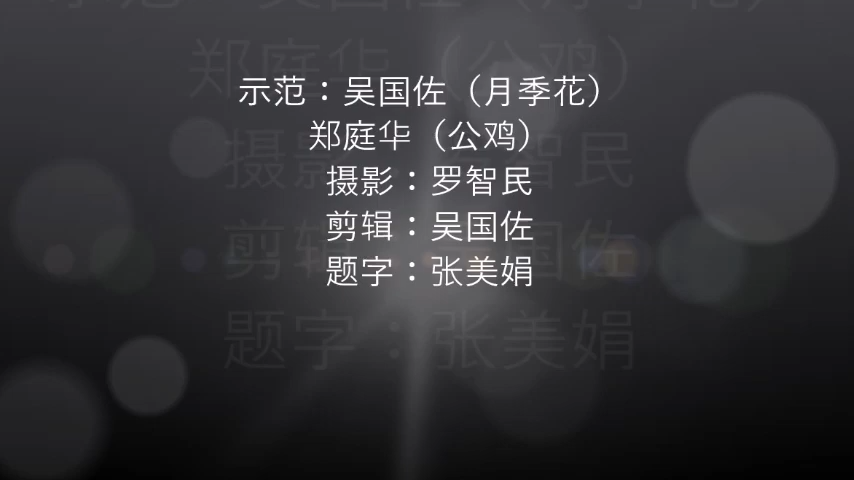 示范：吴国佐（月季花）
郑庭华（公鸡）
摄影：罗智民
剪辑：吴国佐
题字：张美娟